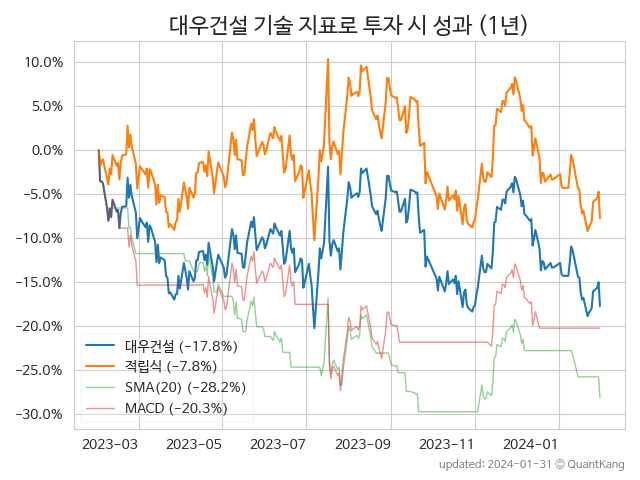 대우건설 기술 지표로 투자 시 성과 (1년)
10.0%
5.0%
0.0%
−5.0%
−10.0%
−15.0%
−20.0%
−25.0%
−30.0%
대우건설 (−17.8%)
적립식 (−7.8%)
SMA(20) (−28.2%)
MACD (−20.3%)
2023-03 2023-05 2023-07 2023-09 2023-11 2024-01
updated: 2024-01-31 © QuantKang